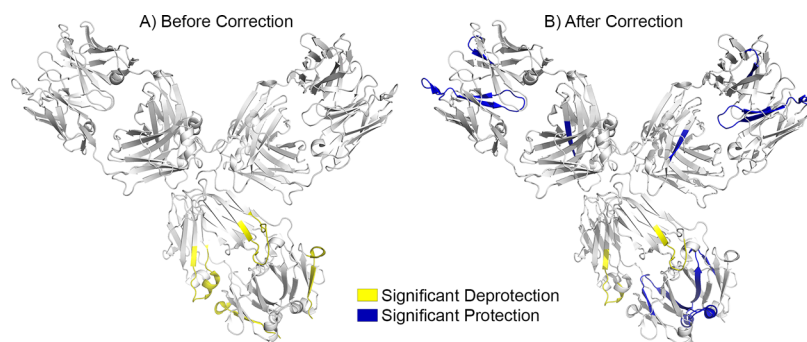 A) Before Correction
B) After Correction
Significant Deprotection
Significant Protection